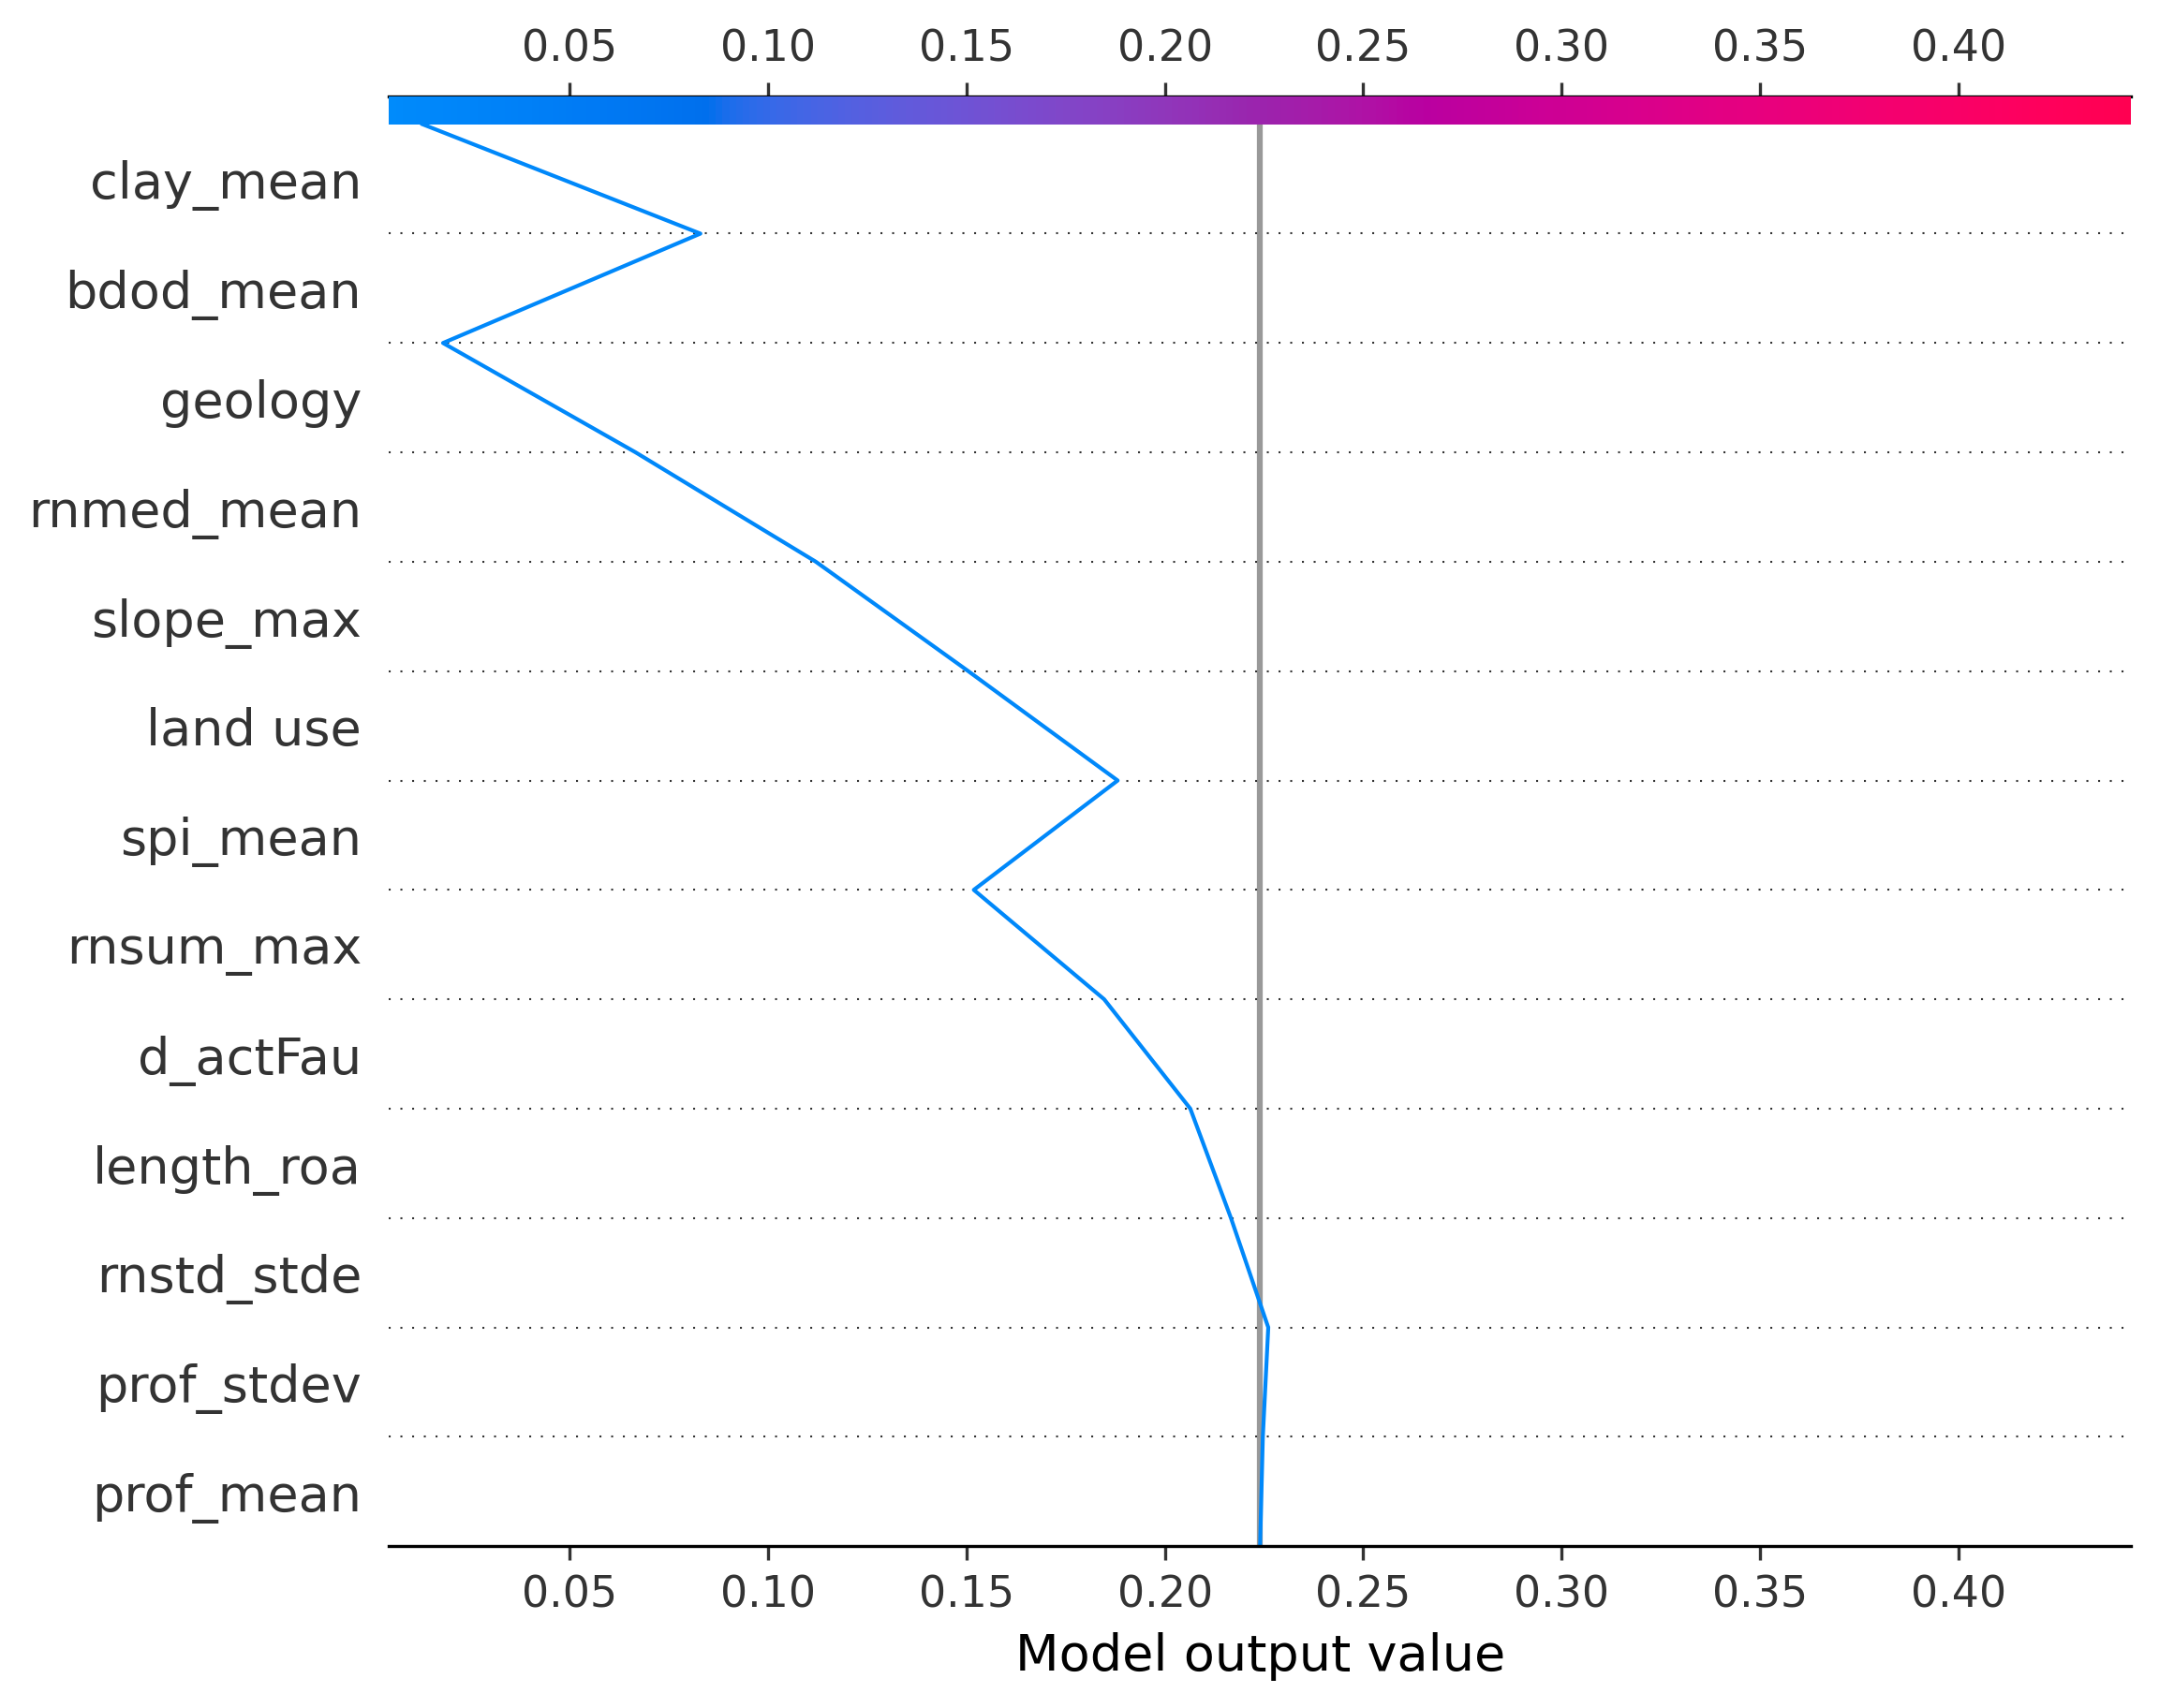 0.05 0.10 0.15 0.20 0.25 0.30 0.35 0.40
clay_mean
bdod_mean
geology
rnmed_mean
slope_max
land use
spi_mean
rnsum_max
d_actFau
length_roa
rnstd_stde
prof_stdev
prof_mean
0.05 0.10 0.15 0.20 0.25 0.30 0.35 0.40
Model output value